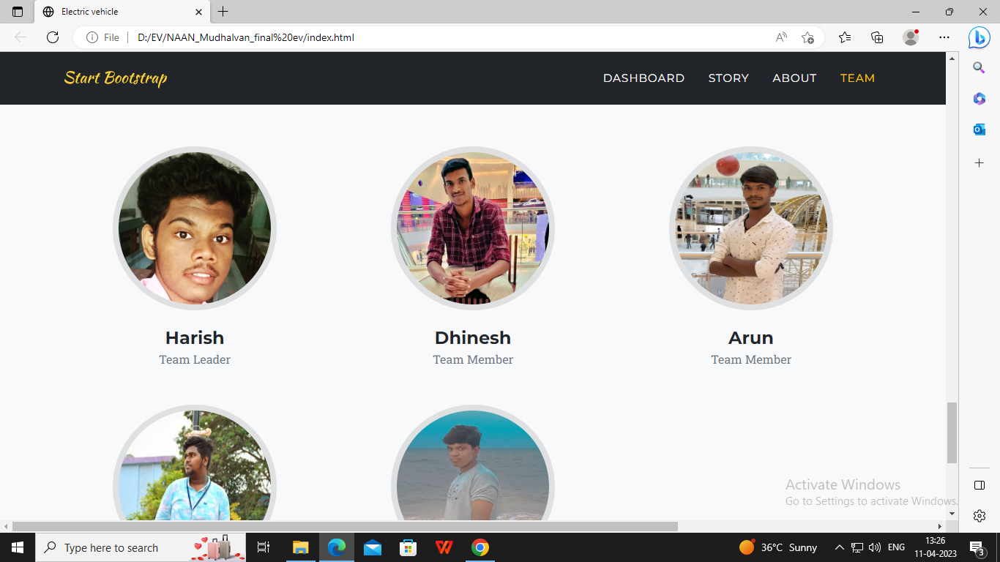 Electric vehicle
File
D:/EV/NAAN_Mudhalvan_final%20ev/index.html
Start Bootstrap
DASHBOARD STORY ABOUT TEAM
Harish Dhinesh Arun
Team Leader Team Member Team Member
Activate Windows
Go to Settings to activate Windows.
Type here to search
36°C Sunny
ENG
13:26
11-04-2023
3